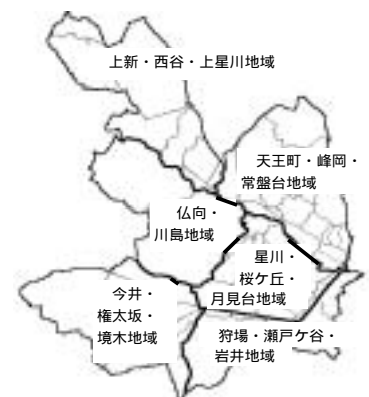 上新・西谷・上星川地域
天王町・峰岡・
常盤台地域
仏向・
川島地域
星川・
桜ケ丘・
月見台地域
今井・
権太坂・
境木地域
狩場・瀬戸ケ谷・
岩井地域